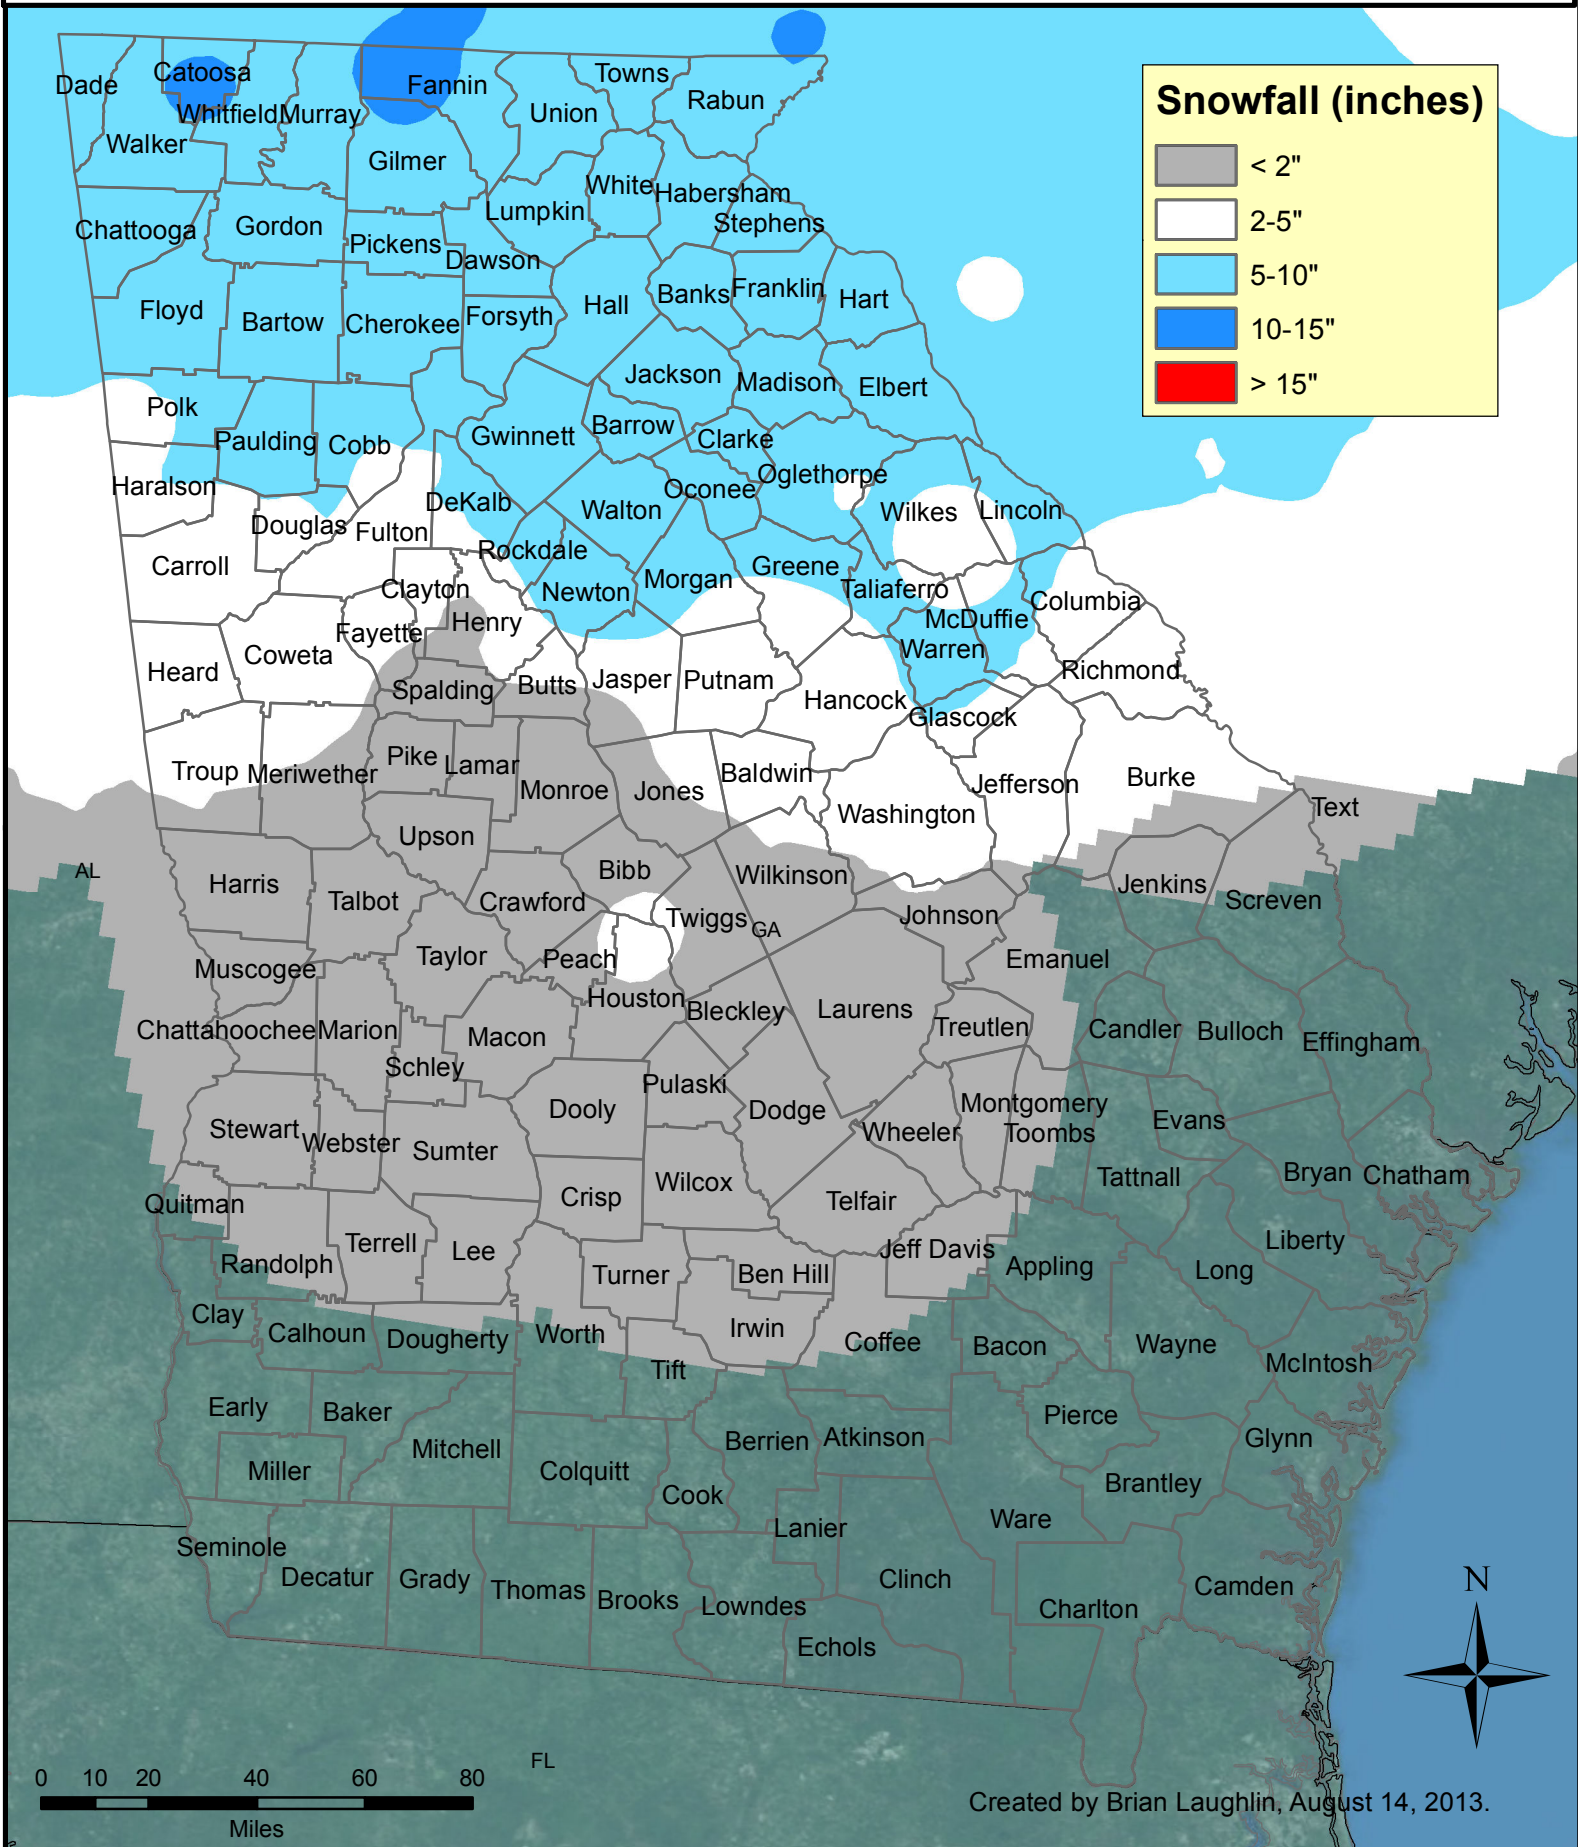 Snowfall (inches)
< 2"
2-5"
5-10"
10-15"
> 15"
Dade
Catoosa
Whitfield
Murray
Fannin
Towns
Union
Rabun
Walker
Gilmer
White
Habersham
Lumpkin
Stephens
Chattooga
Gordon
Pickens
Dawson
Floyd
Bartow
Cherokee
Forsyth
Hall
Banks
Franklin
Hart
Jackson
Madison
Elbert
Polk
Paulding
Cobb
Gwinnett
Barrow
Clarke
Oglethorpe
Haralson
Douglas
Fulton
DeKalb
Walton
Oconee
Wilkes
Lincoln
Carroll
Rockdale
Clayton
Newton
Morgan
Greene
Taliaferro
Columbia
McDuffie
Fayette
Henry
Warren
Coweta
Heard
Richmond
Spalding
Butts
Jasper
Putnam
Hancock
Glascock
Troup
Meriwether
Pike
Lamar
Monroe
Jones
Baldwin
Washington
Jefferson
Burke
Text
Upson
AL
Harris
Talbot
Bibb
Wilkinson
Jenkins
Screven
Crawford
Twiggs
GA
Johnson
Taylor
Peach
Emanuel
Muscogee
Houston
Bleckley
Laurens
Chattahoochee
Marion
Macon
Treutlen
Candler
Bulloch
Effingham
Schley
Pulaski
Dooly
Dodge
Montgomery
Stewart
Webster
Sumter
Wheeler
Toombs
Evans
Tattnall
Bryan
Chatham
Quitman
Crisp
Wilcox
Telfair
Randolph
Terrell
Lee
Turner
Ben Hill
Jeff Davis
Appling
Long
Liberty
Clay
Calhoun
Dougherty
Worth
Irwin
Coffee
Bacon
Wayne
McIntosh
Tift
Early
Baker
Mitchell
Berrien
Atkinson
Pierce
Glynn
Miller
Colquitt
Cook
Brantley
Lanier
Ware
Seminole
Decatur
Grady
Thomas
Brooks
Lowndes
Clinch
Charlton
Camden
Echols
N
FL
0 10 20 40 60 80
Miles
Created by Brian Laughlin, August 14, 2013.